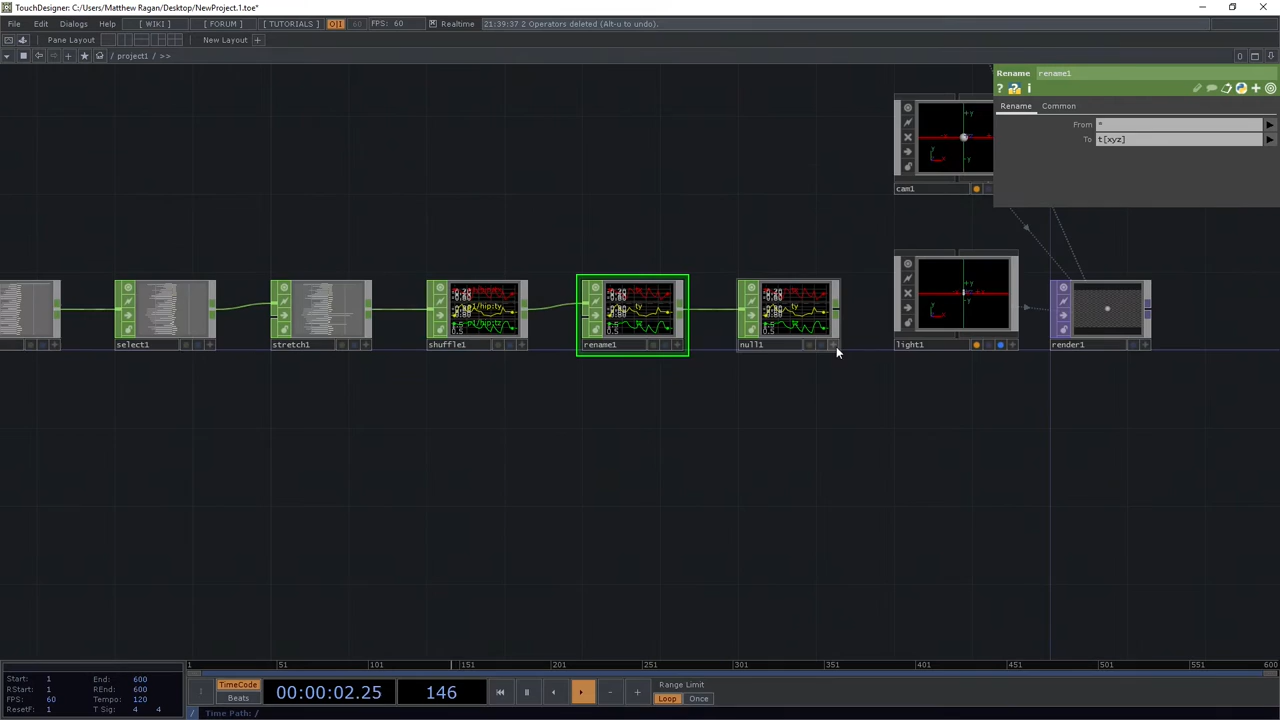 TouchDesigner: C:/Users/Matthew Ragan/Desktop/NewProject.1.toe*
File Edit Dialogs Help [ WIKI ] [ FORUM ] [ TUTORIALS ] O|I 60 FPS: 60 Realtime 21:39:37 2 Operators deleted (Alt-u to undo).
Pane Layout New Layout +
/ project1 / >> 0
Rename rename1
? i
Rename Common
From *
To t[xyz]
cam1
select1 stretch1 shuffle1 rename1 null1 light1 render1
1 51 101 151 201 251 301 351 401 451 501 551 600
Start: 1 End: 600
RStart: 1 REnd: 600
FPS: 60 Tempo: 120
ResetF: 1 T Sig: 4 4
TimeCode
Beats
00:00:02.25 146
Range Limit
Loop Once
/ Time Path: /